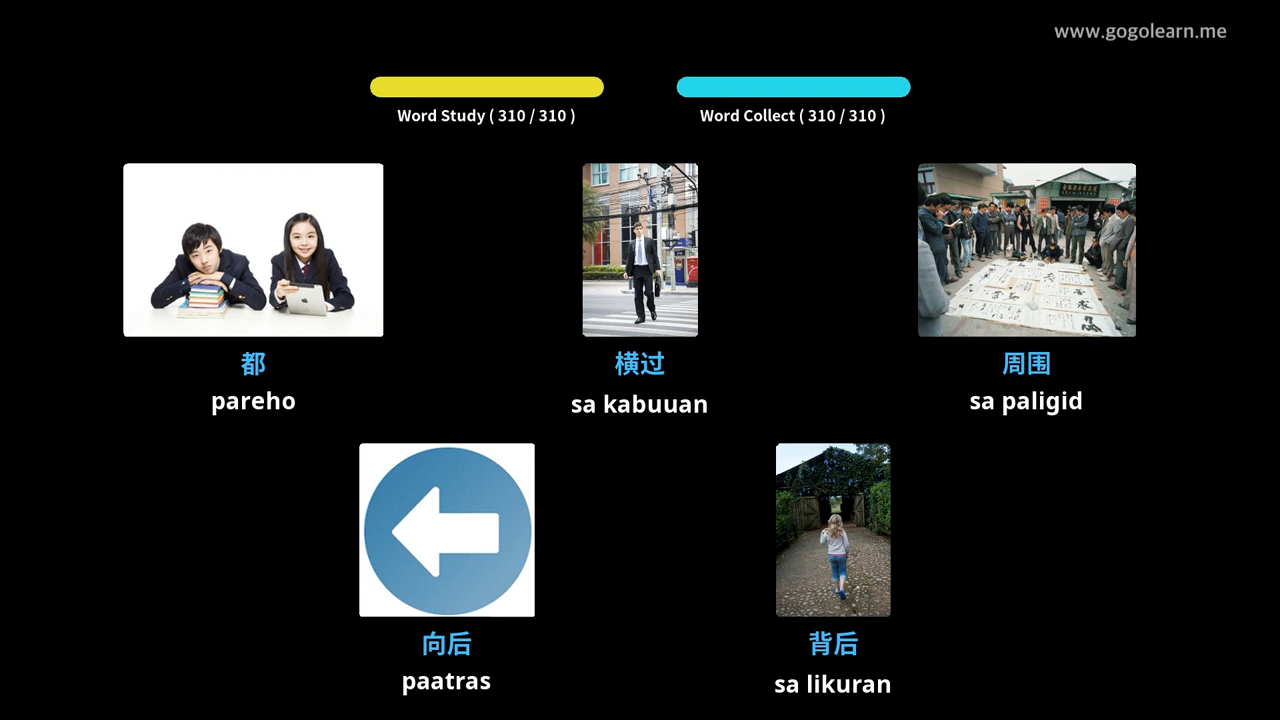 www.gogolearn.me
Word Study ( 310 / 310 )
Word Collect ( 310 / 310 )
都
pareho
横过
sa kabuuan
周围
sa paligid
向后
paatras
背后
sa likuran